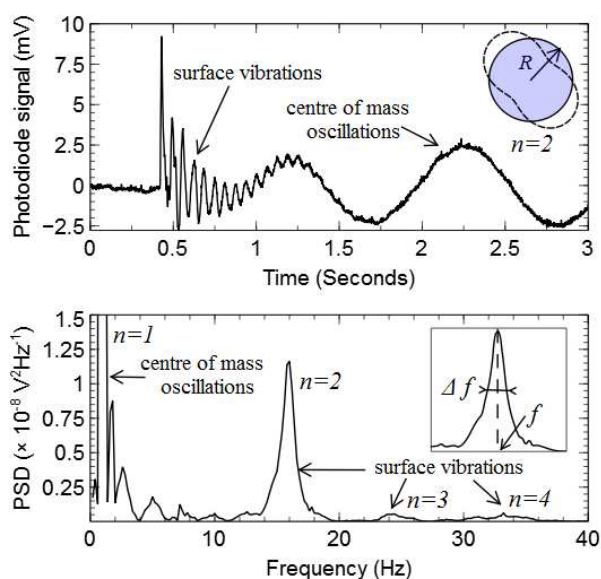 Photodiode signal (mV)
10
7.5
5
2.5
0
−2.5
surface vibrations
centre of mass
oscillations
R
n=2
0 0.5 1 1.5 2 2.5 3
Time (Seconds)
PSD (× 10⁻⁸ V²Hz⁻¹)
1.5
1.25
1
0.75
0.5
0.25
n=1
centre of mass
oscillations
n=2
Δ f
f
surface vibrations
n=3
n=4
0 10 20 30 40
Frequency (Hz)